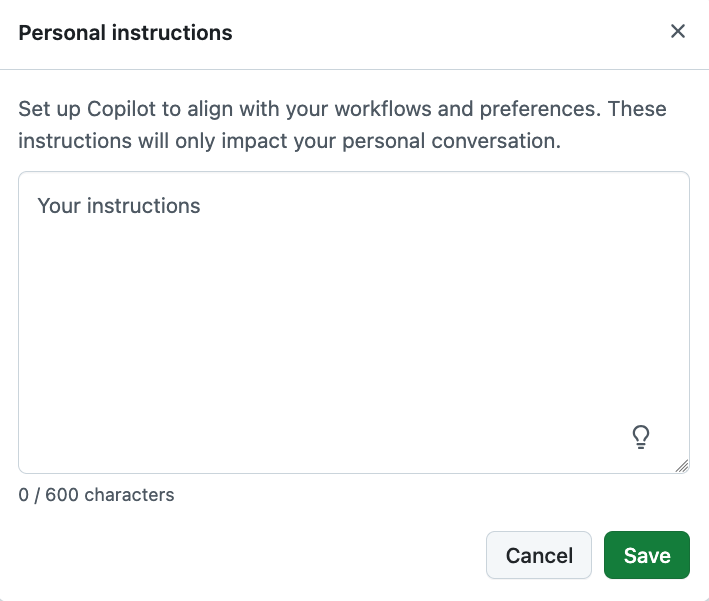 Personal instructions
Set up Copilot to align with your workflows and preferences. These
instructions will only impact your personal conversation.
Your instructions
0 / 600 characters
Cancel Save